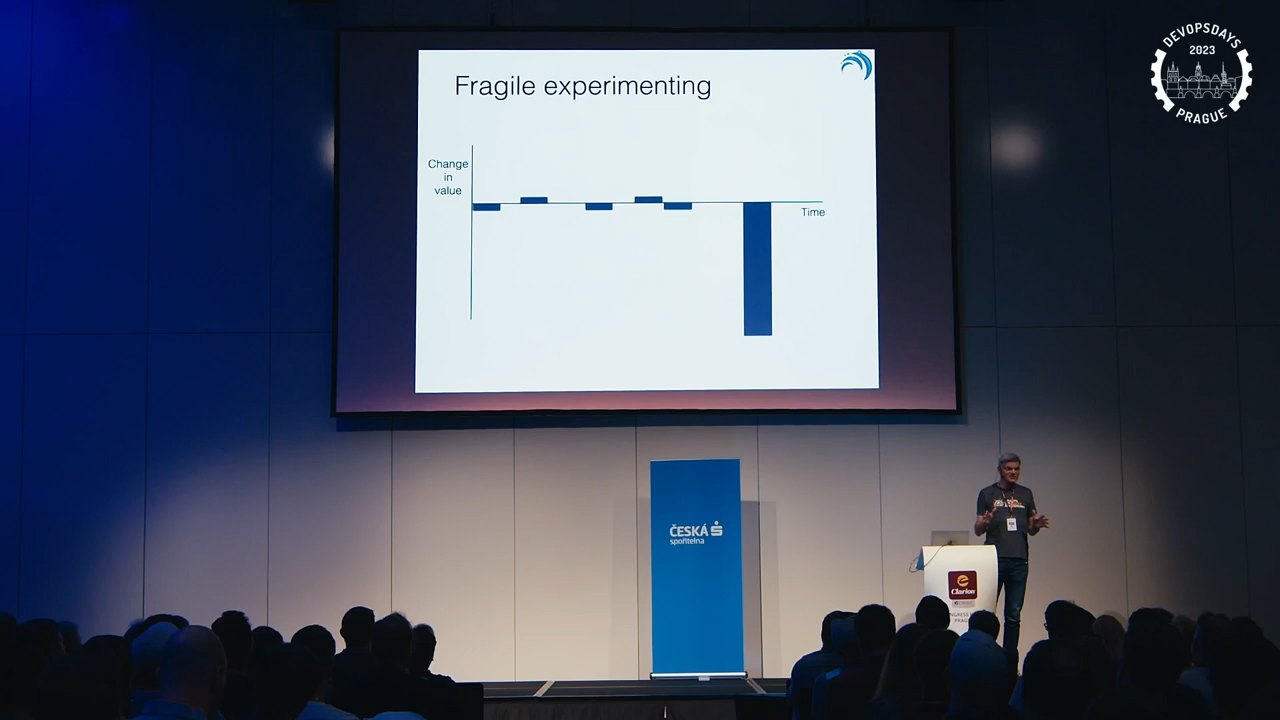 DEVOPSDAYS
2023
PRAGUE
Fragile experimenting
Change
in
value
Time
ČESKÁ
spořitelna
Clarion